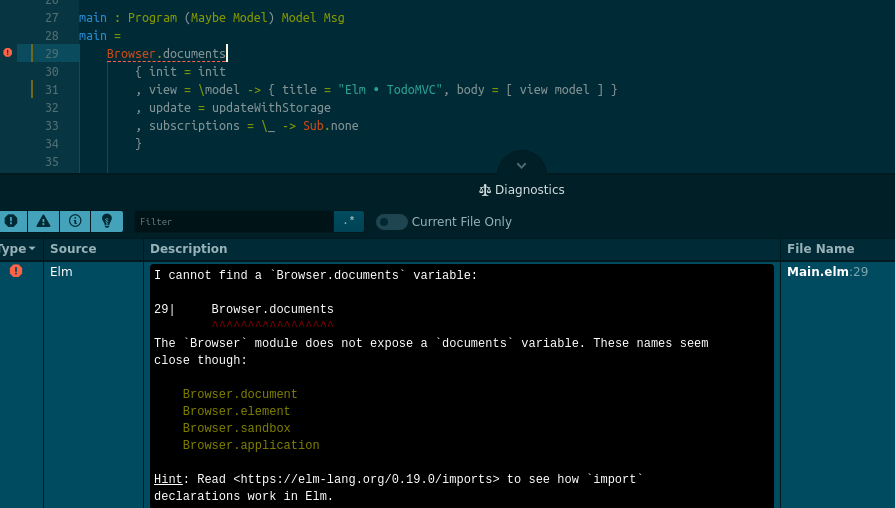 26
27 main : Program (Maybe Model) Model Msg
28 main =
29 Browser.documents
30 { init = init
31 , view = \model -> { title = "Elm • TodoMVC", body = [ view model ] }
32 , update = updateWithStorage
33 , subscriptions = \_ -> Sub.none
34 }
35
Diagnostics
Filter .* Current File Only
Type Source Description File Name
Elm I cannot find a `Browser.documents` variable: Main.elm:29
29| Browser.documents
^^^^^^^^^^^^^^^^^
The `Browser` module does not expose a `documents` variable. These names seem
close though:
Browser.document
Browser.element
Browser.sandbox
Browser.application
Hint: Read <https://elm-lang.org/0.19.0/imports> to see how `import`
declarations work in Elm.